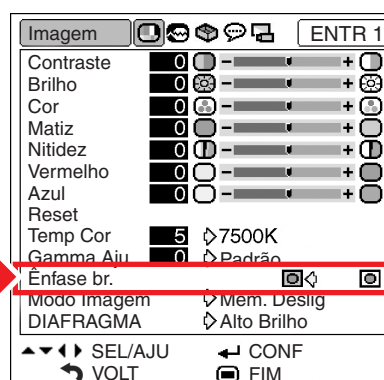 Imagem ENTR 1
Contraste 0 - +
Brilho 0 - +
Cor 0 - +
Matiz 0 - +
Nitidez 0 - +
Vermelho 0 - +
Azul 0 - +
Reset
Temp Cor 5 7500K
Gamma Aju 0 Padrão
Ênfase br.
Modo Imagem Mem. Deslig
DIAFRAGMA Alto Brilho
SEL/AJU CONF
VOLT FIM